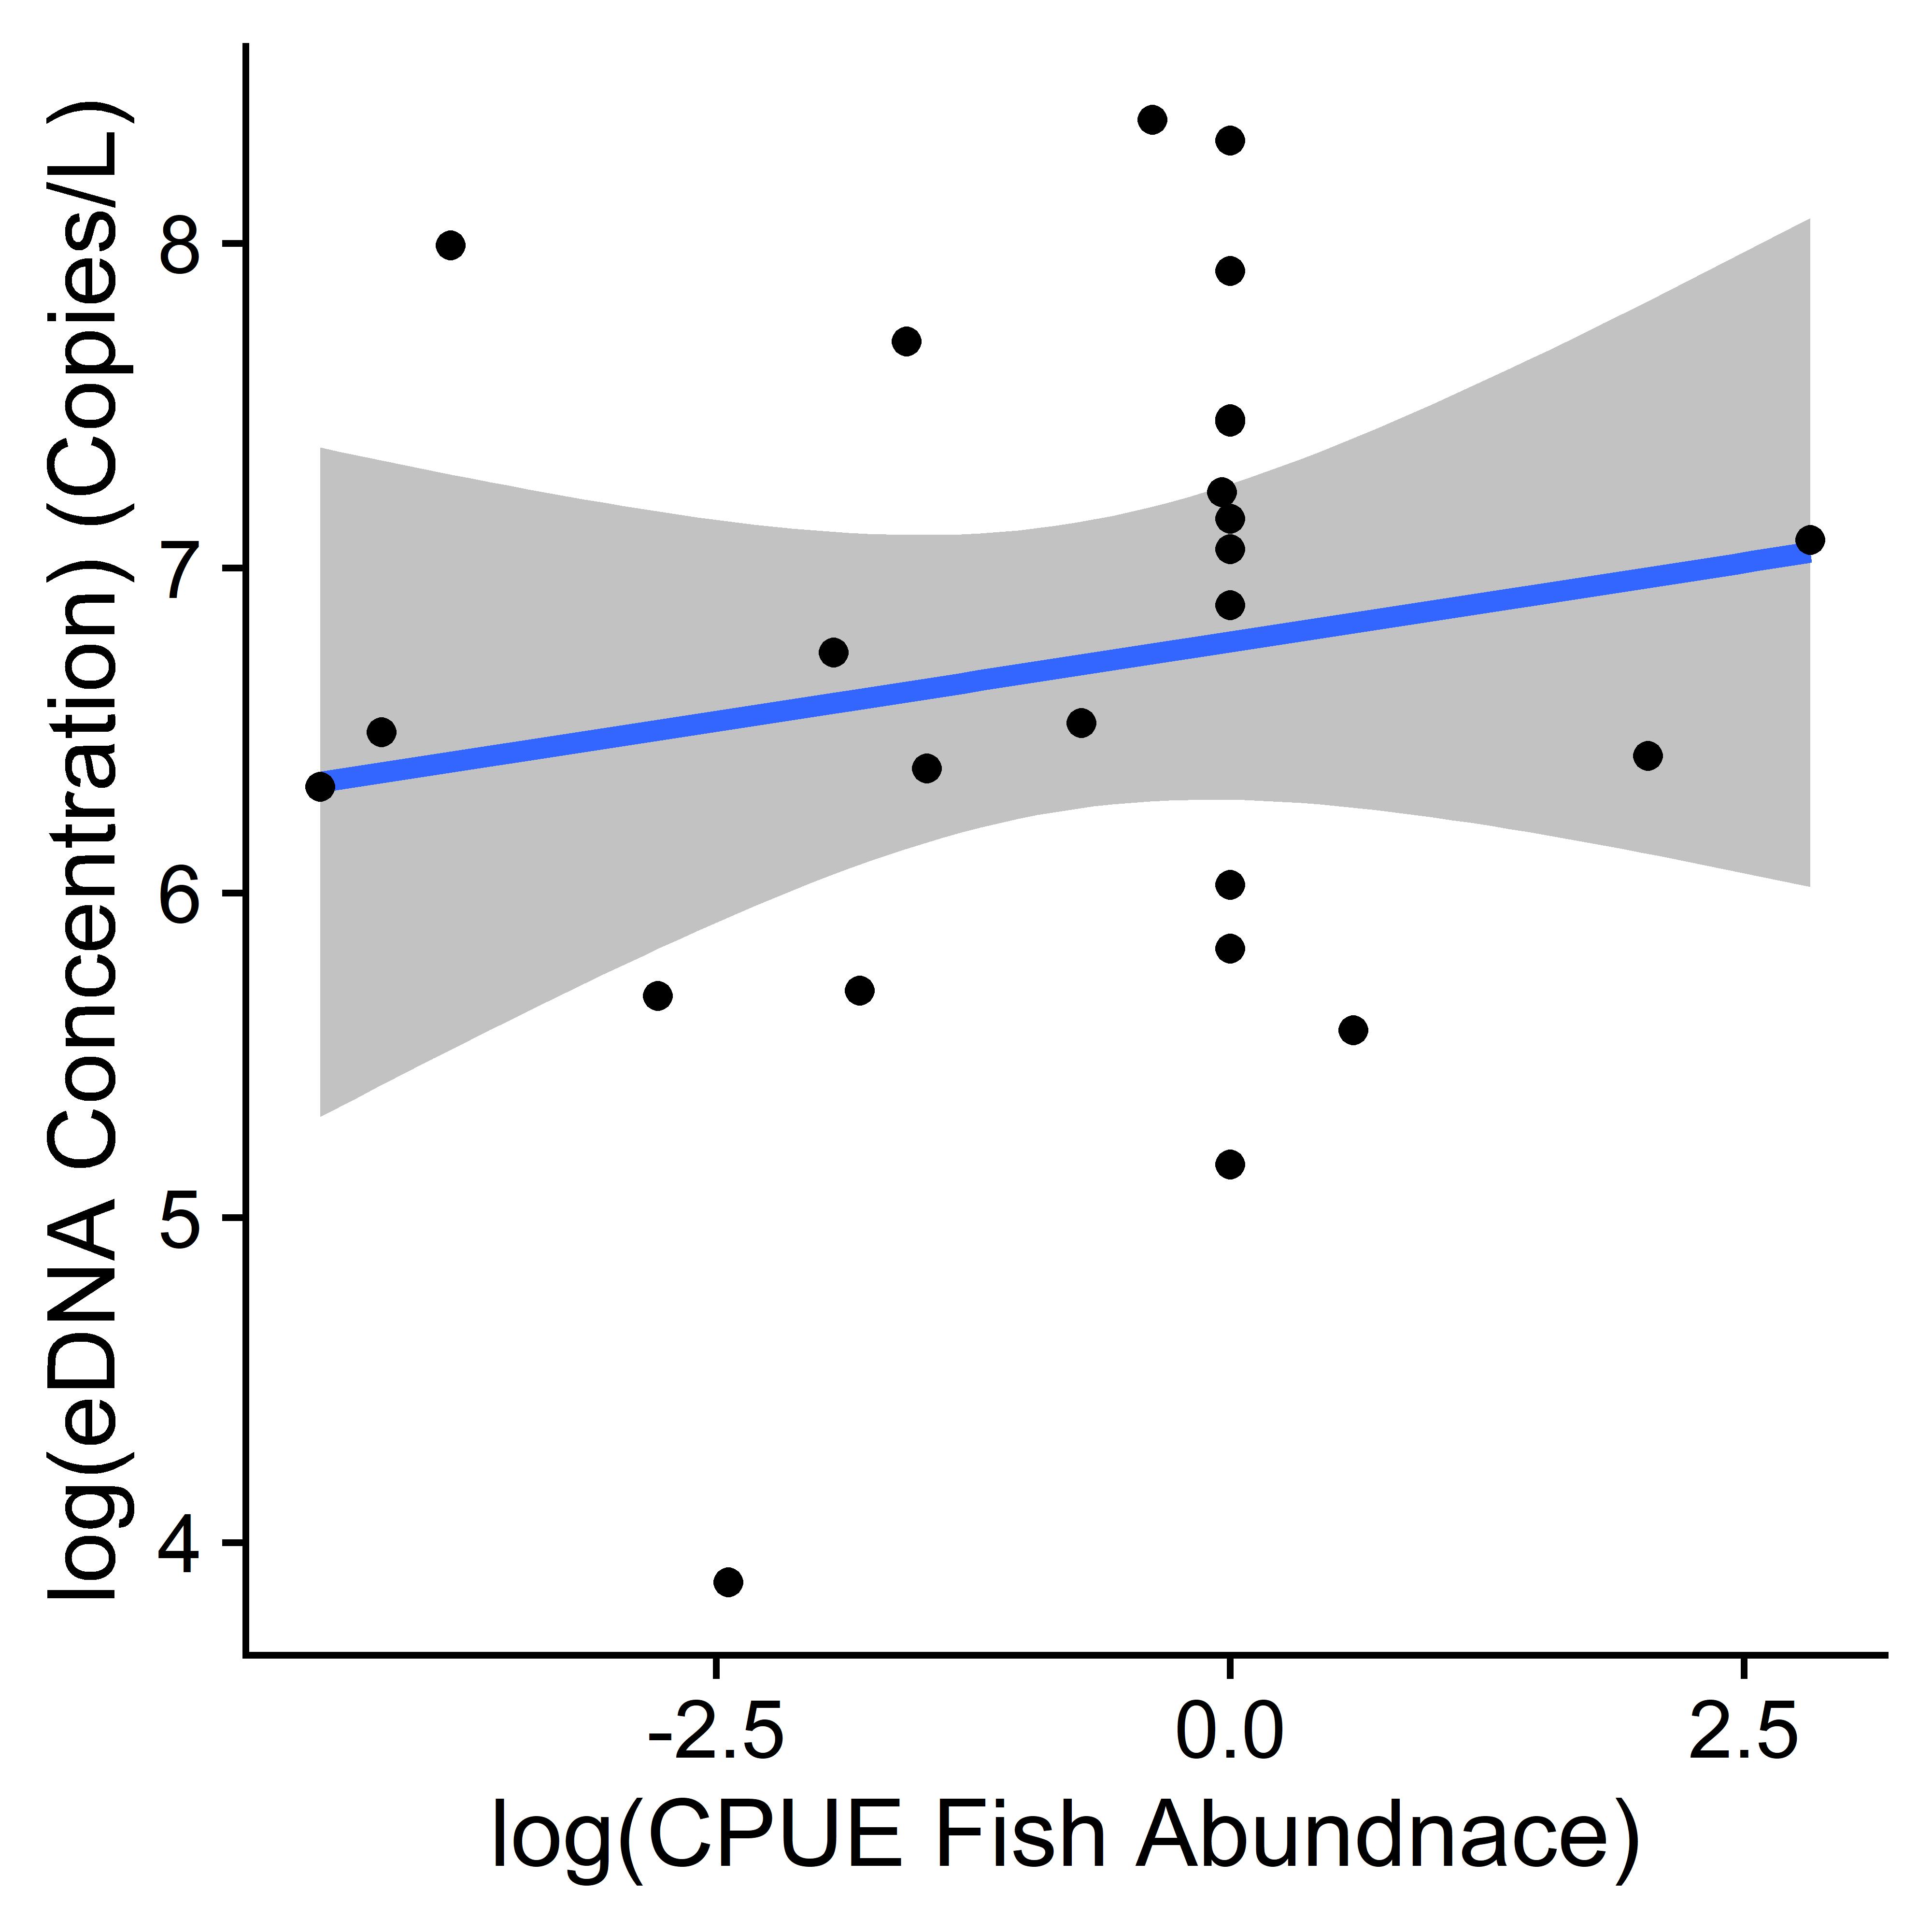 log(eDNA Concentration) (Copies/L)
8
7
6
5
4
-2.5 0.0 2.5
log(CPUE Fish Abundnace)